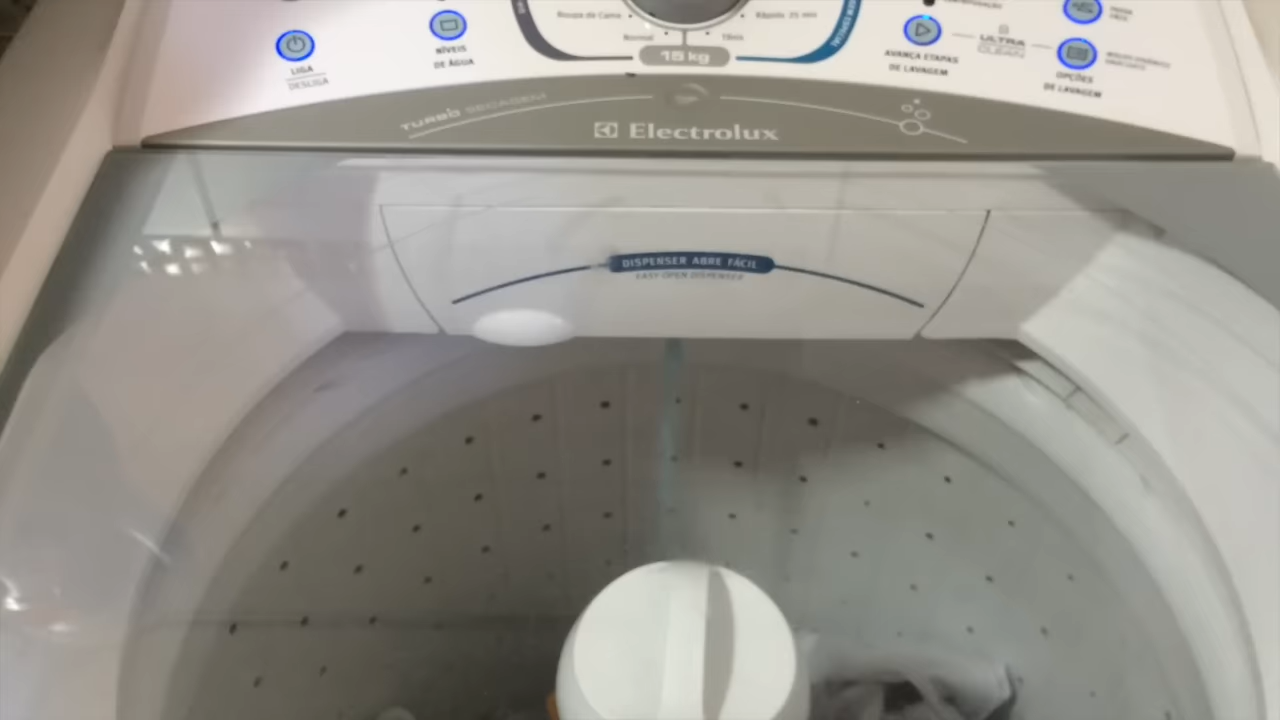 Rápido 25 min
Roupa de Cama
Normal
15 kg
LIGA
DESLIGA
NÍVEIS
DE ÁGUA
AVANÇA ETAPAS
DE LAVAGEM
ULTRA
CLEAN
OPÇÕES
DE LAVAGEM
TURBO SECAGEM
Electrolux
DISPENSER ABRE FÁCIL
EASY OPEN DISPENSER